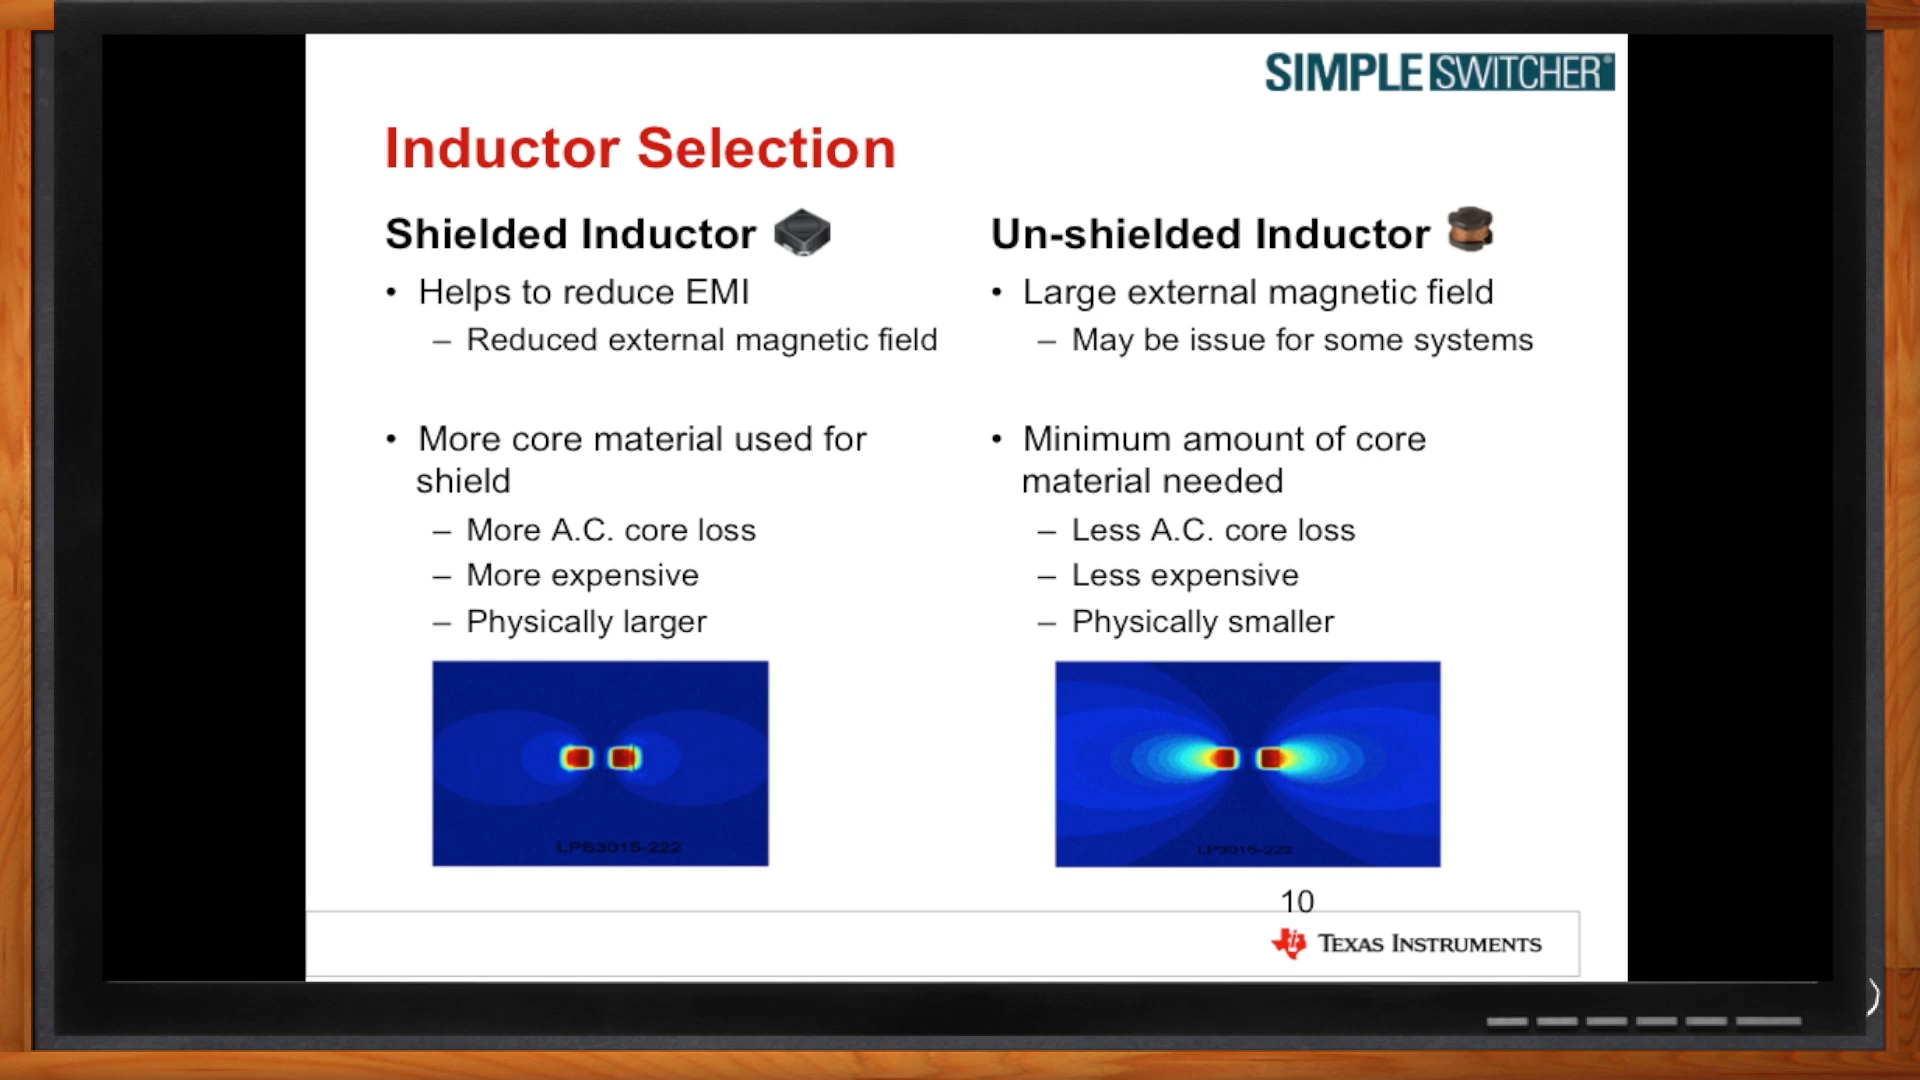 SIMPLE SWITCHER®
Inductor Selection
Shielded Inductor
• Helps to reduce EMI
– Reduced external magnetic field
• More core material used for
shield
– More A.C. core loss
– More expensive
– Physically larger
LPS3015-222
Un-shielded Inductor
• Large external magnetic field
– May be issue for some systems
• Minimum amount of core
material needed
– Less A.C. core loss
– Less expensive
– Physically smaller
LP3015-222
10
TEXAS INSTRUMENTS